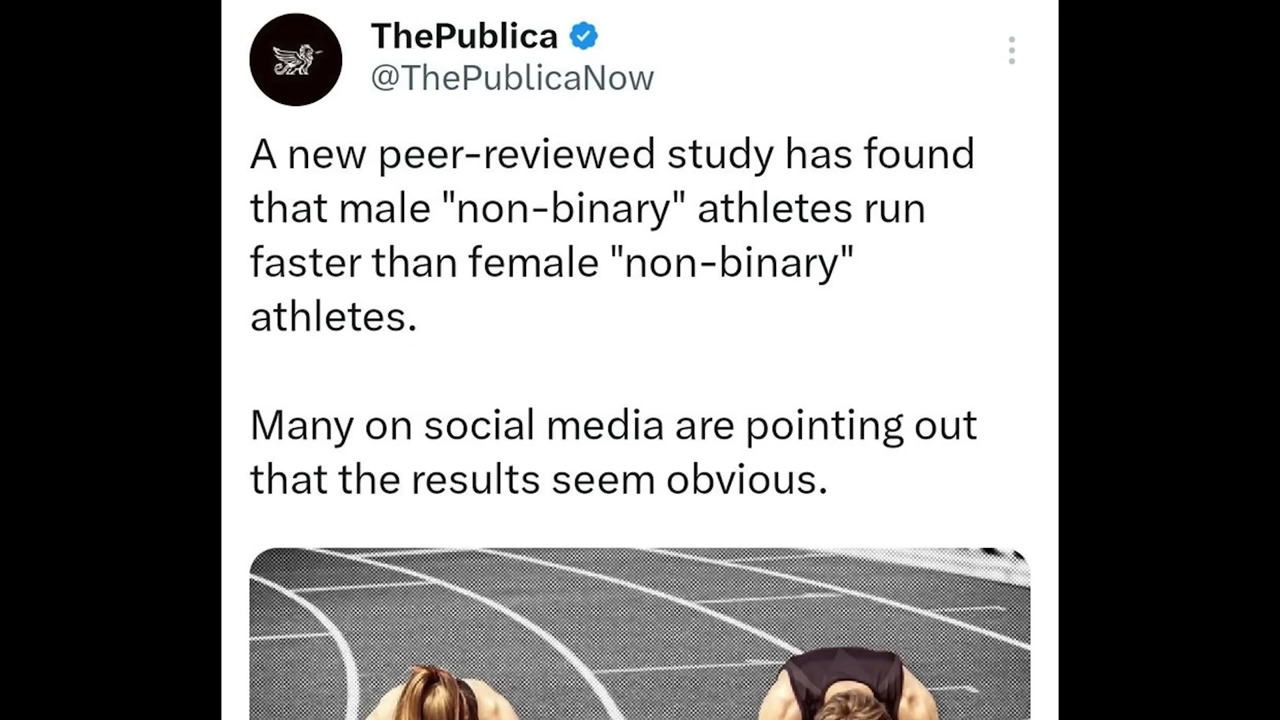 ThePublica
@ThePublicaNow
A new peer-reviewed study has found
that male "non-binary" athletes run
faster than female "non-binary"
athletes.
Many on social media are pointing out
that the results seem obvious.